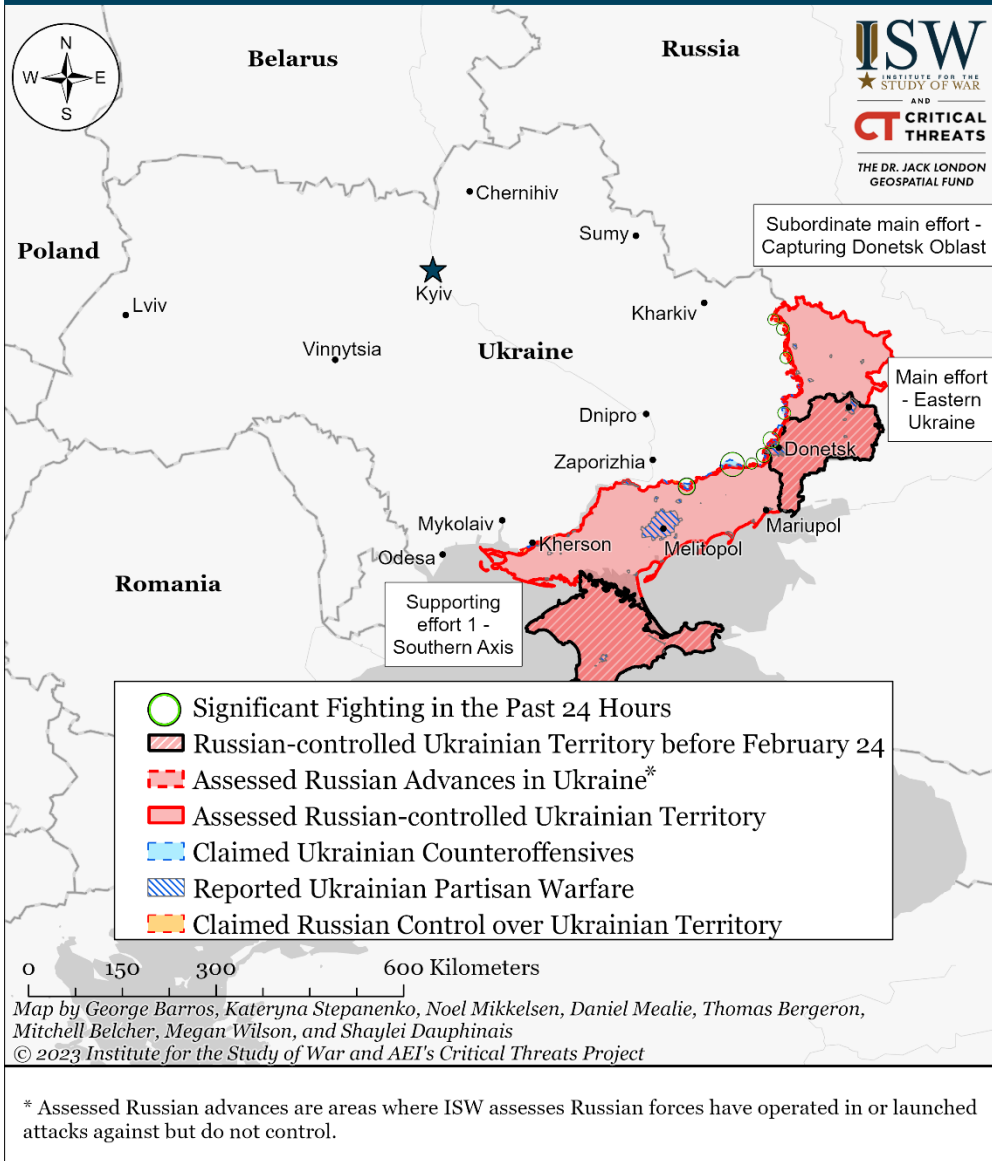 N
W
E
S
Belarus
Russia
ISW
INSTITUTE FOR THE
STUDY OF WAR
AND
CT CRITICAL
THREATS
THE DR. JACK LONDON
GEOSPATIAL FUND
Chernihiv
Sumy
Subordinate main effort -
Capturing Donetsk Oblast
Poland
Kyiv
Lviv
Kharkiv
Vinnytsia
Ukraine
Main effort
- Eastern
Ukraine
Dnipro
Donetsk
Zaporizhia
Mykolaiv
Mariupol
Kherson
Melitopol
Odesa
Romania
Supporting
effort 1 -
Southern Axis
Significant Fighting in the Past 24 Hours
Russian-controlled Ukrainian Territory before February 24
Assessed Russian Advances in Ukraine*
Assessed Russian-controlled Ukrainian Territory
Claimed Ukrainian Counteroffensives
Reported Ukrainian Partisan Warfare
Claimed Russian Control over Ukrainian Territory
0 150 300 600 Kilometers
Map by George Barros, Kateryna Stepanenko, Noel Mikkelsen, Daniel Mealie, Thomas Bergeron,
Mitchell Belcher, Megan Wilson, and Shaylei Dauphinais
© 2023 Institute for the Study of War and AEI's Critical Threats Project
* Assessed Russian advances are areas where ISW assesses Russian forces have operated in or launched
attacks against but do not control.